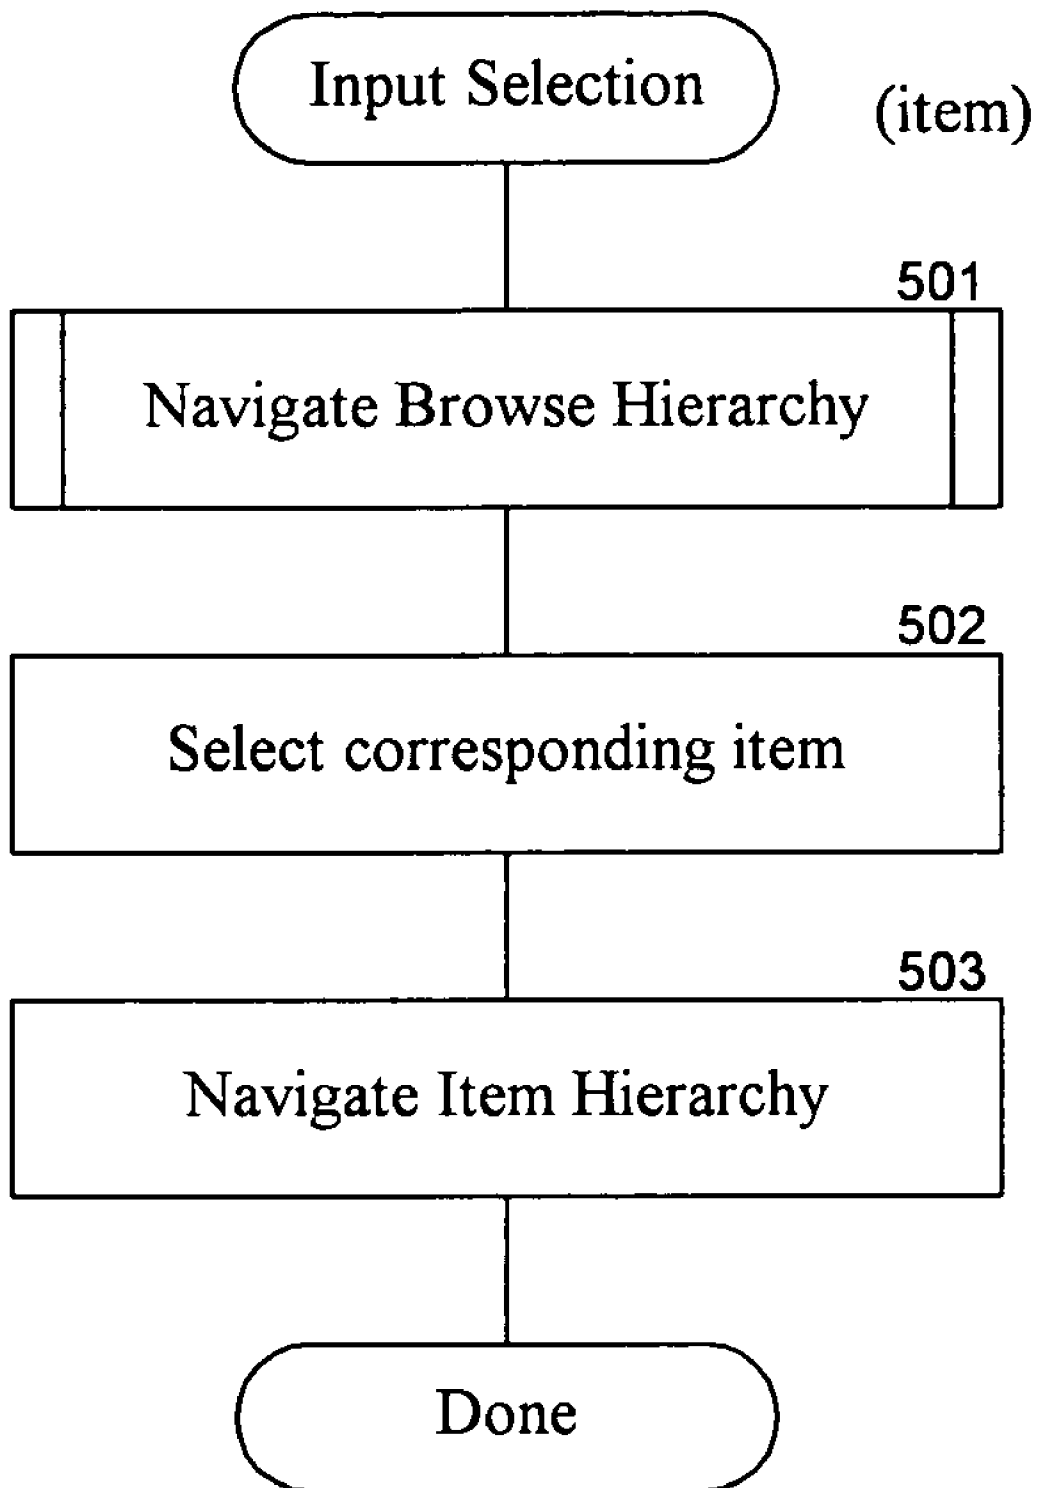 Input Selection
(item)
501
Navigate Browse Hierarchy
502
Select corresponding item
503
Navigate Item Hierarchy
Done